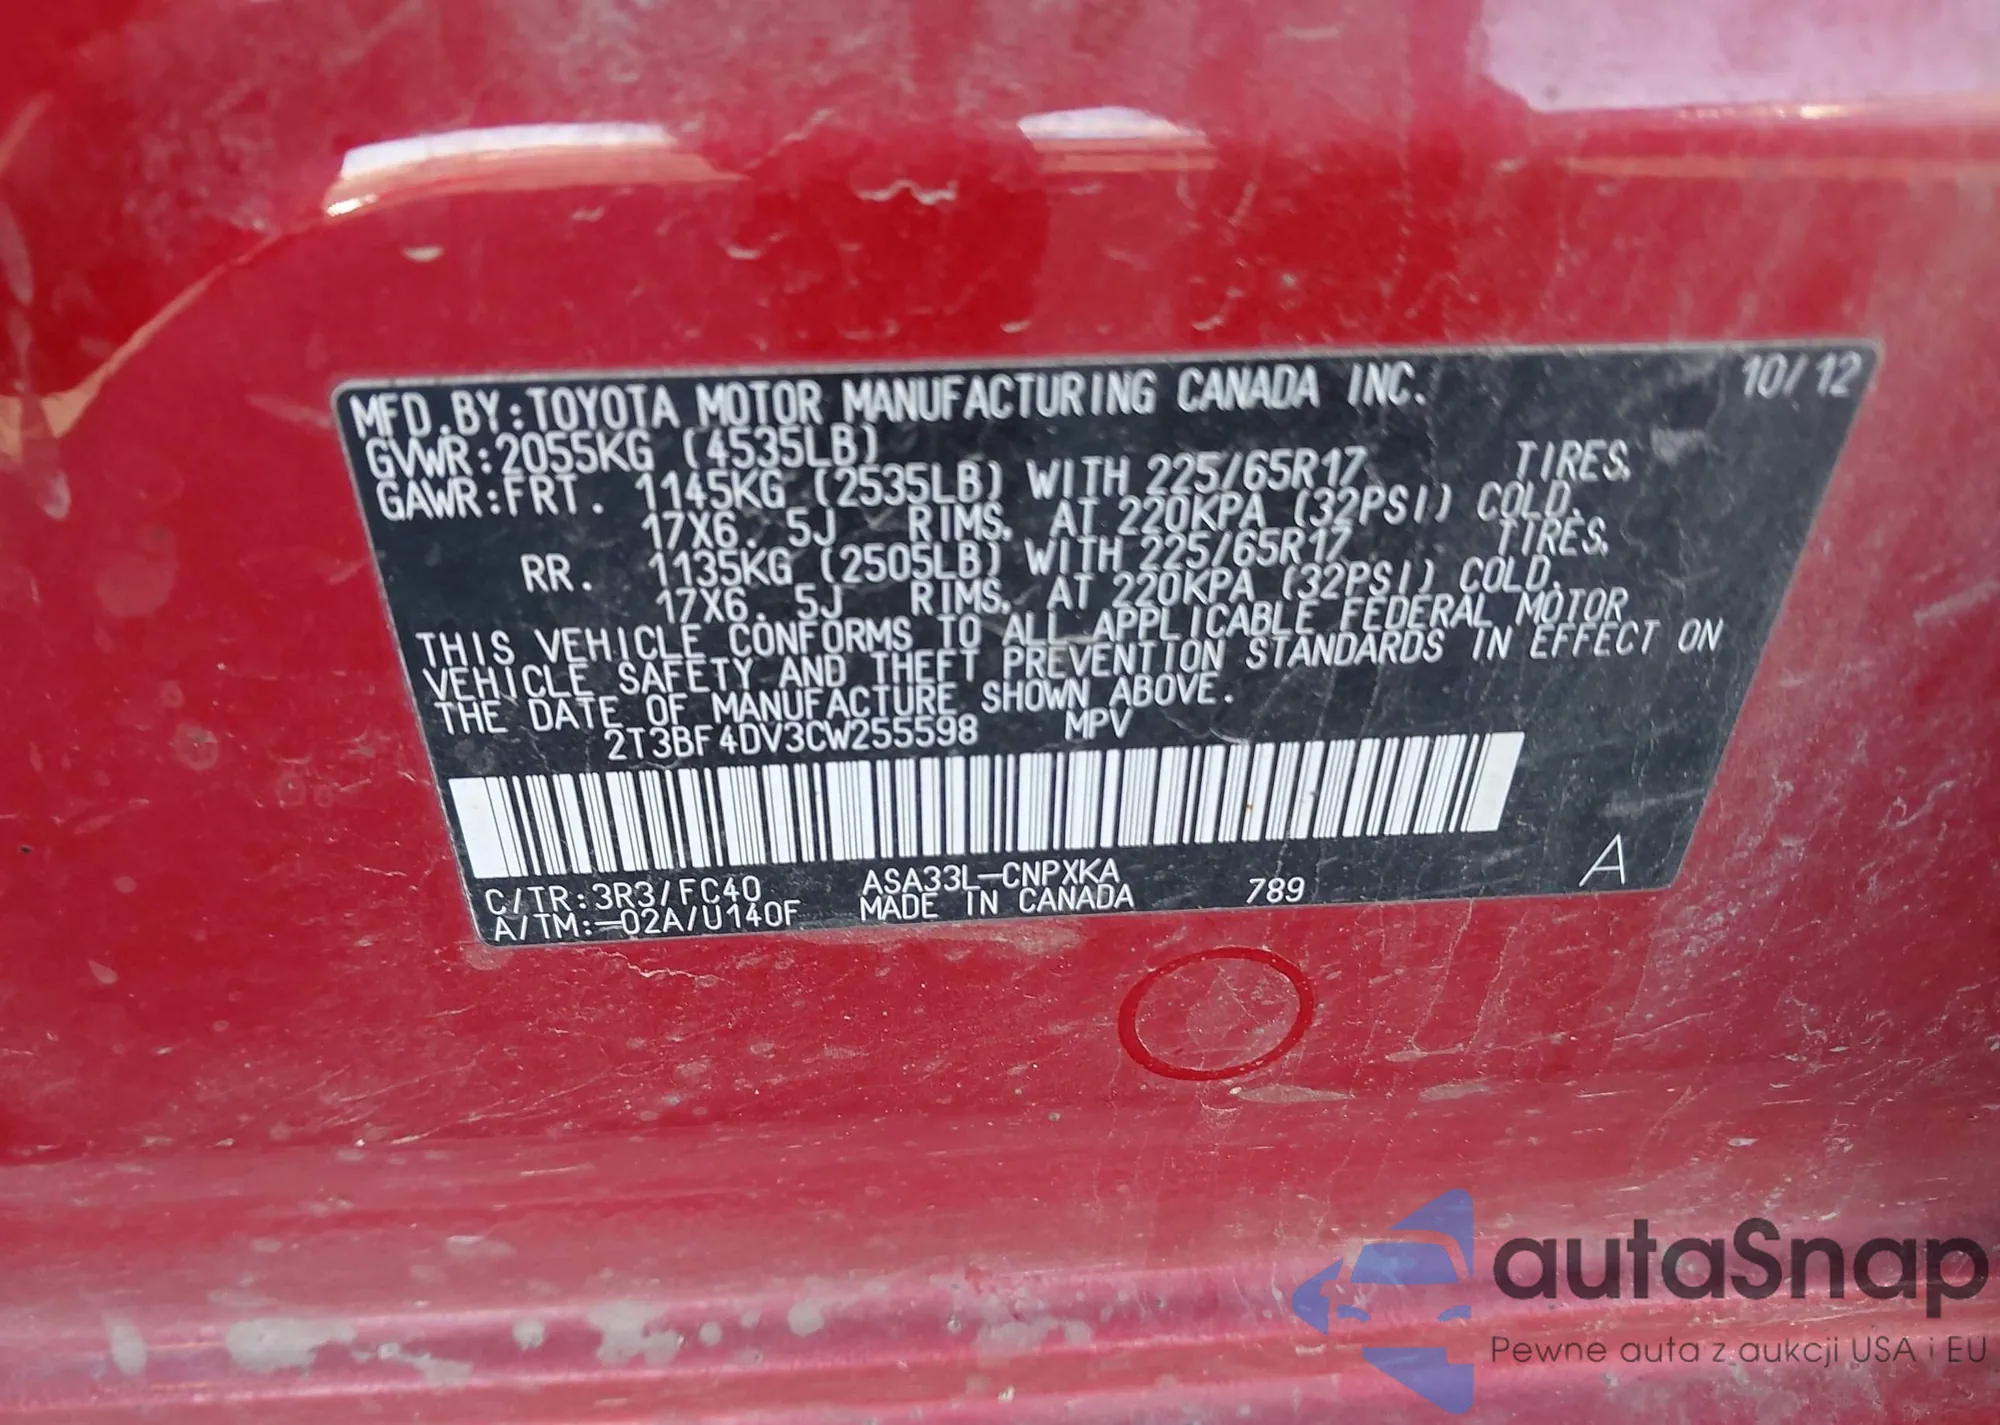 MFD.BY:TOYOTA MOTOR MANUFACTURING CANADA INC. 10/12
GVWR:2055KG (4535LB)
GAWR:FRT. 1145KG (2535LB) WITH 225/65R17 TIRES,
17X6.5J RIMS, AT 220KPA (32PSI) COLD.
RR. 1135KG (2505LB) WITH 225/65R17 TIRES,
17X6.5J RIMS, AT 220KPA (32PSI) COLD.
THIS VEHICLE CONFORMS TO ALL APPLICABLE FEDERAL MOTOR
VEHICLE SAFETY AND THEFT PREVENTION STANDARDS IN EFFECT ON
THE DATE OF MANUFACTURE SHOWN ABOVE.
2T3BF4DV3CW255598 MPV
C/TR:3R3/FC40 ASA33L-CNPXKA
A/TM:-02A/U140F MADE IN CANADA 789 A
autaSnap
Pewne auta z aukcji USA i EU